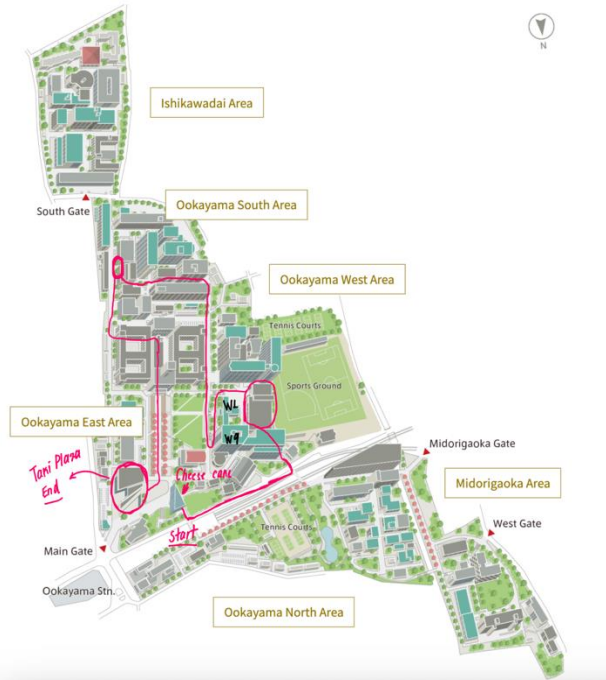 N
Ishikawadai Area
South Gate
Ookayama South Area
Ookayama West Area
Tennis Courts
Sports Ground
WL
W9
Ookayama East Area
Midorigaoka Gate
Taki Plaza
End
Cheese cake
Midorigaoka Area
West Gate
Tennis Courts
Start
Main Gate
Ookayama Stn.
Ookayama North Area